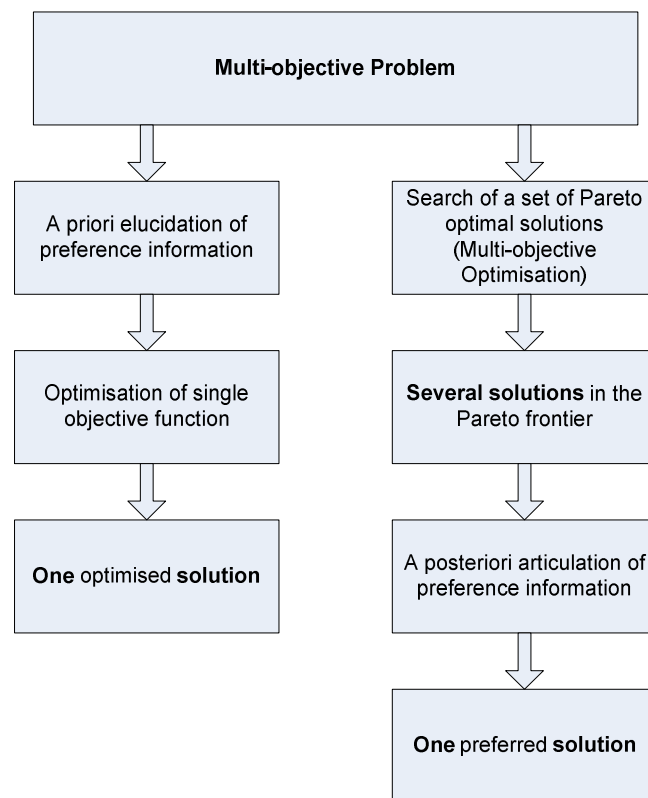 Multi-objective Problem
A priori elucidation of
preference information
Optimisation of single
objective function
One optimised solution
Search of a set of Pareto
optimal solutions
(Multi-objective
Optimisation)
Several solutions in the
Pareto frontier
A posteriori articulation of
preference information
One preferred solution